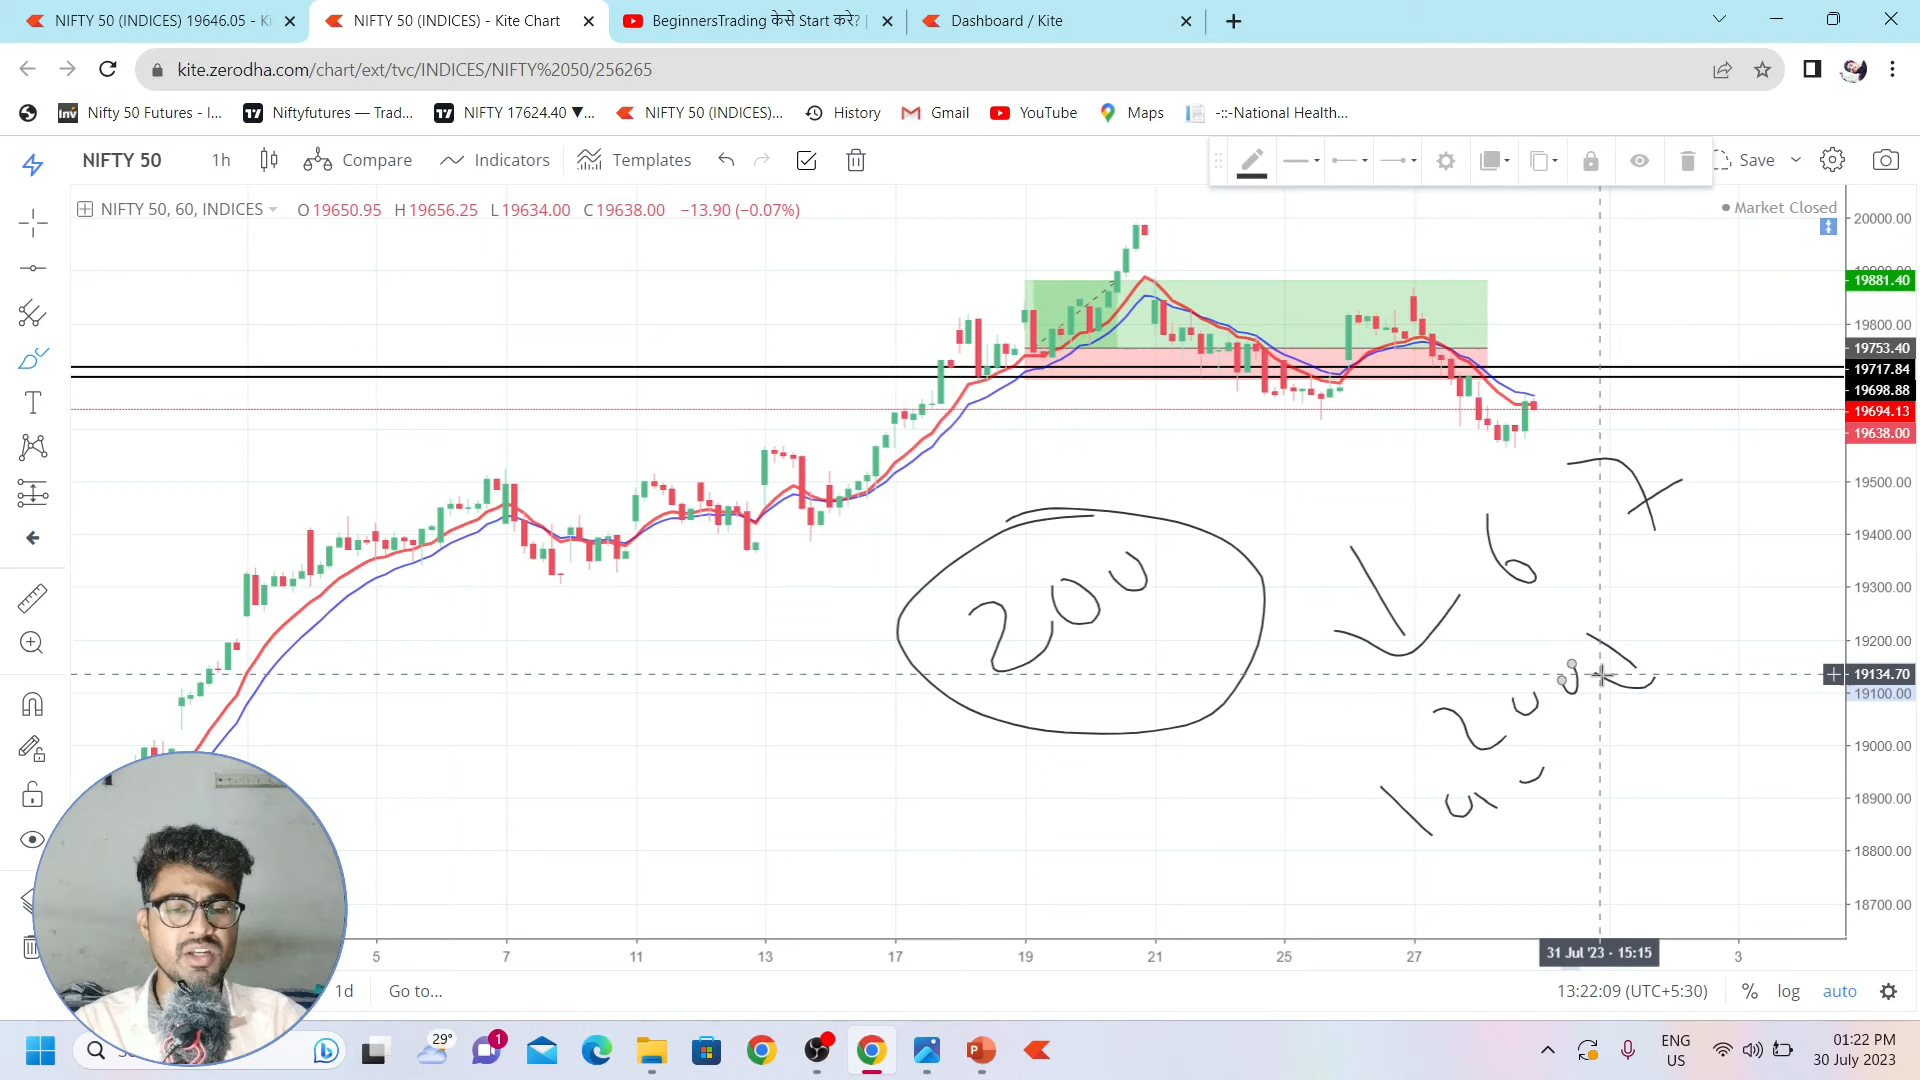 NIFTY 50 (INDICES) 19646.05 - Ki
NIFTY 50 (INDICES) - Kite Chart
BeginnersTrading केसे Start करे? |
Dashboard / Kite
kite.zerodha.com/chart/ext/tvc/INDICES/NIFTY%2050/256265
Nifty 50 Futures - I...
Niftyfutures — Trad...
NIFTY 17624.40 ▼...
NIFTY 50 (INDICES)...
History
Gmail
YouTube
Maps
-::-National Health...
NIFTY 50
1h
Compare
Indicators
Templates
Save
NIFTY 50, 60, INDICES
O 19650.95 H 19656.25 L 19634.00 C 19638.00 −13.90 (−0.07%)
Market Closed
20000.00
19881.40
19800.00
19753.40
19717.84
19698.88
19694.13
19638.00
19500.00
19400.00
19300.00
19200.00
19134.70
19100.00
19000.00
18900.00
18800.00
18700.00
200
6
200
5
7
11
13
17
19
21
25
27
31 Jul '23 - 15:15
3
1d
Go to...
13:22:09 (UTC+5:30)
%
log
auto
29°
1
ENG
US
01:22 PM
30 July 2023